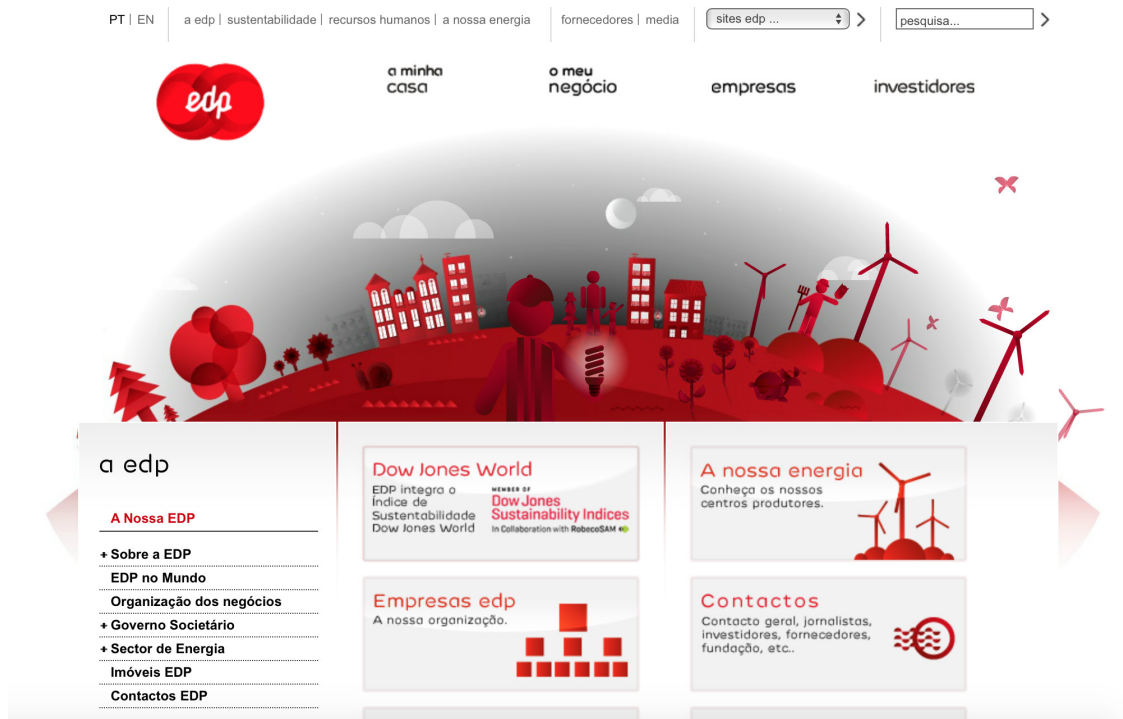 PT | EN
a edp | sustentabilidade | recursos humanos | a nossa energia
fornecedores | media
sites edp ...
pesquisa...
edp
a minha
casa
o meu
negócio
empresas
investidores
a edp
A Nossa EDP
+ Sobre a EDP
EDP no Mundo
Organização dos negócios
+ Governo Societário
+ Sector de Energia
Imóveis EDP
Contactos EDP
Dow Jones World
EDP integra o
Índice de
Sustentabilidade
Dow Jones World
MEMBER OF
Dow Jones
Sustainability Indices
In Collaboration with RobecoSAM
A nossa energia
Conheça os nossos
centros produtores.
Empresas edp
A nossa organização.
Contactos
Contacto geral, jornalistas,
investidores, fornecedores,
fundação, etc..